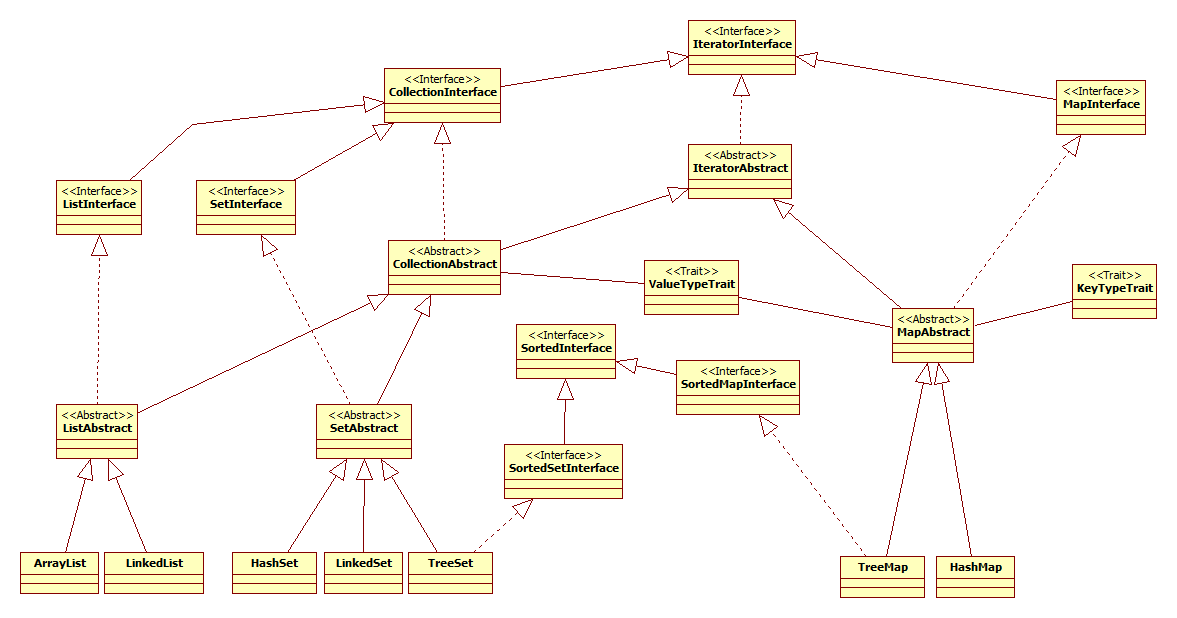 <<Interface>>
IteratorInterface
<<Interface>>
CollectionInterface
<<Interface>>
MapInterface
<<Abstract>>
IteratorAbstract
<<Interface>>
ListInterface
<<Interface>>
SetInterface
<<Abstract>>
CollectionAbstract
<<Trait>>
ValueTypeTrait
<<Trait>>
KeyTypeTrait
<<Abstract>>
MapAbstract
<<Interface>>
SortedInterface
<<Interface>>
SortedMapInterface
<<Abstract>>
ListAbstract
<<Abstract>>
SetAbstract
<<Interface>>
SortedSetInterface
ArrayList
LinkedList
HashSet
LinkedSet
TreeSet
TreeMap
HashMap